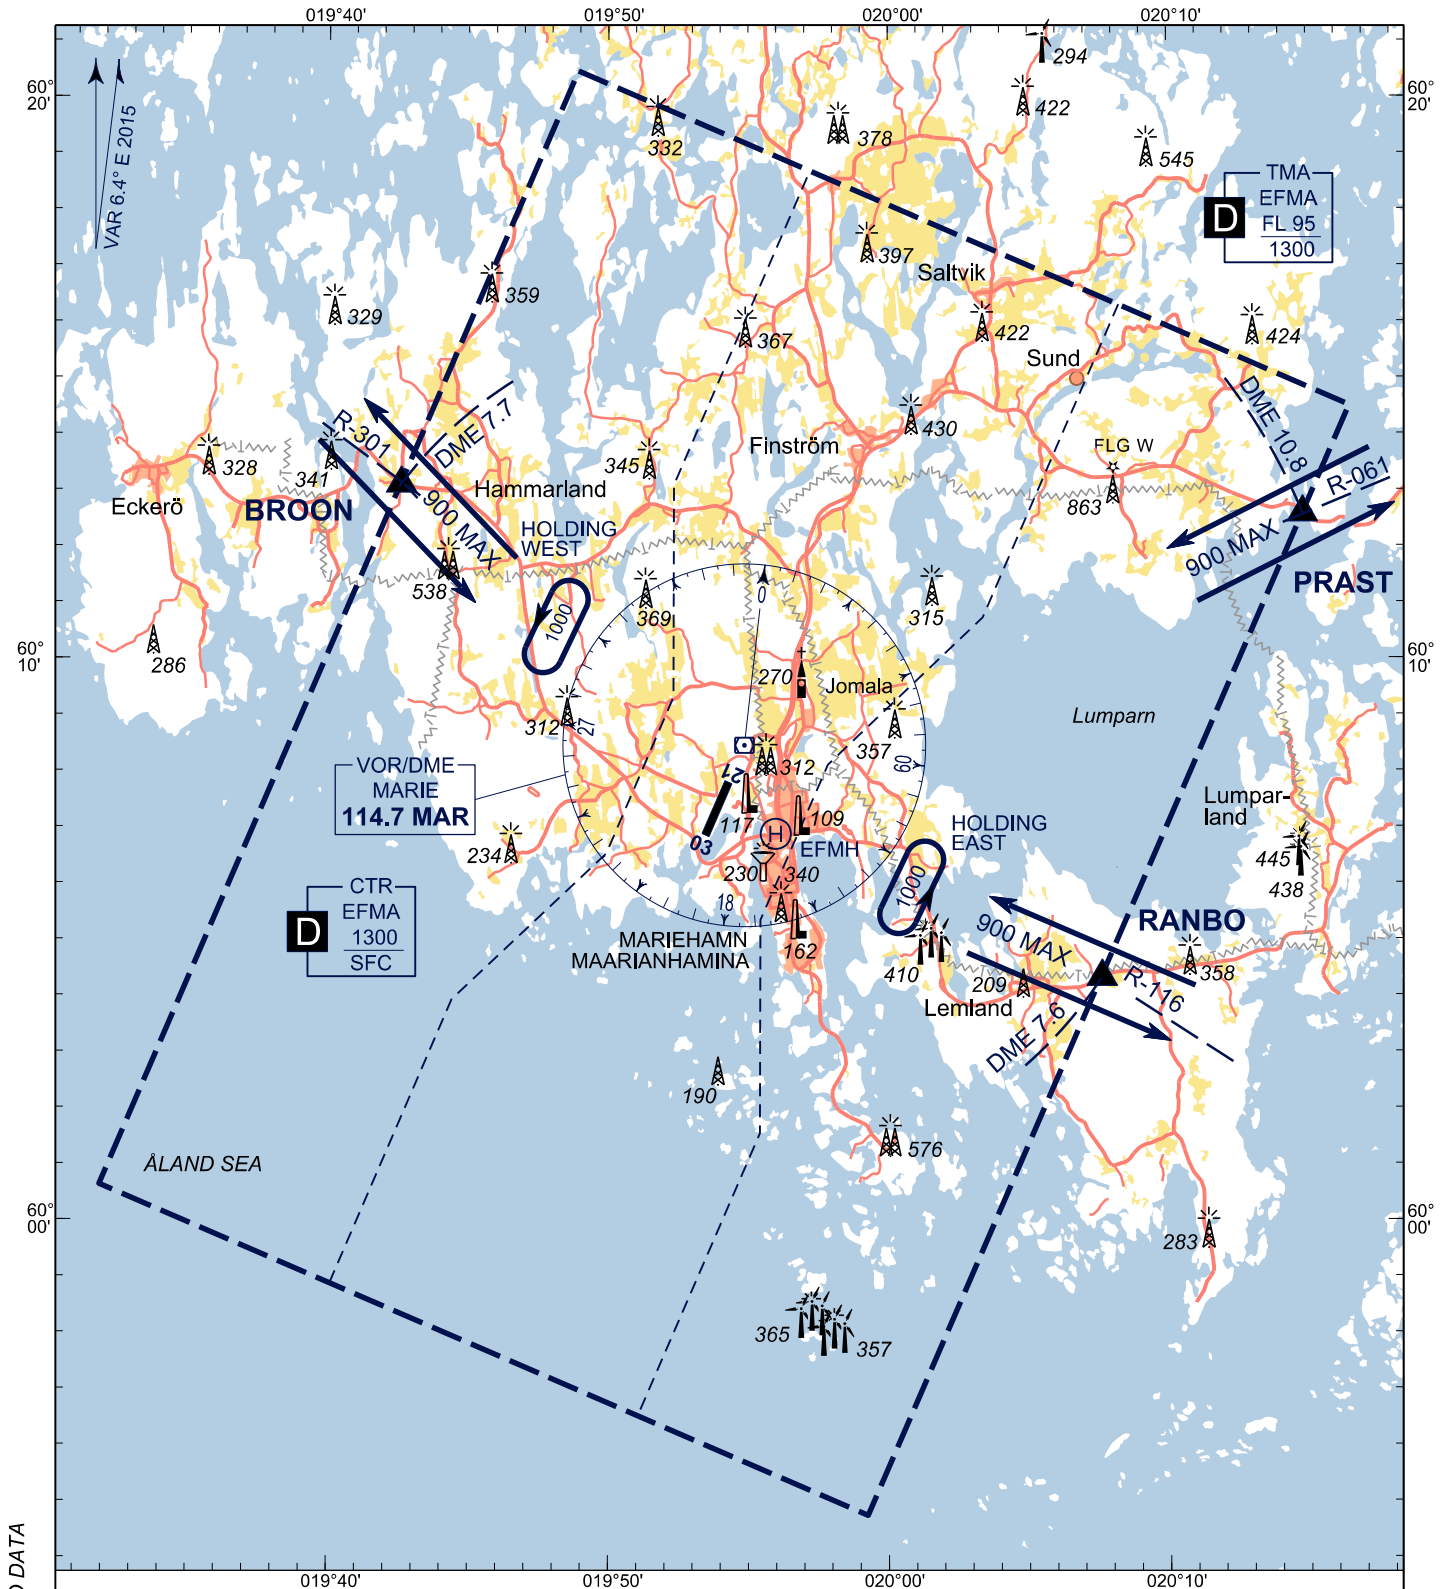 019°40'
019°50'
020°00'
020°10'
60°
20'
60°
20'
VAR 6.4° E 2015
294
422
332
378
545
TMA
EFMA
FL 95
1300
D
397
Saltvik
359
329
367
422
424
Sund
R-301
DME 7.7
430
DME 10.8
Finström
FLG W
328
341
345
Hammarland
R-061
Eckerö
BROON
863
900 MAX
HOLDING
WEST
900 MAX
PRAST
538
0
369
315
1000
286
60°
10'
60°
10'
270
Jomala
312
27
Lumparn
357
09
VOR/DME
MARIE
114.7 MAR
312
21
Lumpar-
land
117
109
03
H
EFMH
HOLDING
EAST
234
230
340
445
438
1000
CTR
EFMA
1300
SFC
D
18
RANBO
MARIEHAMN
MAARIANHAMINA
162
410
900 MAX
209
358
R-116
Lemland
DME 7.6
190
576
ÅLAND SEA
60°
00'
60°
00'
283
365
357
D DATA
019°40'
019°50'
020°00'
020°10'